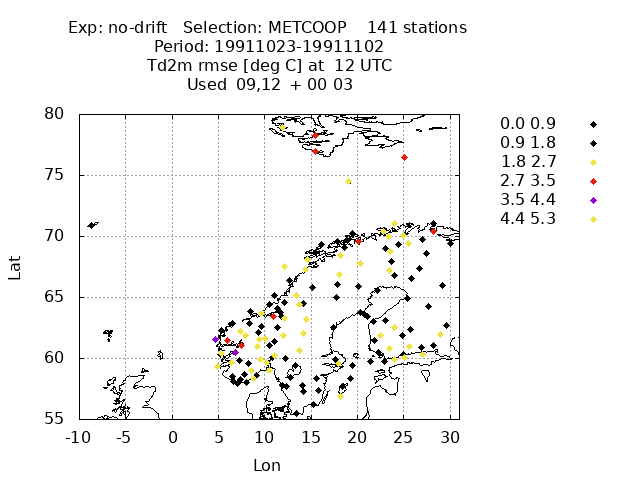 Exp: no-drift Selection: METCOOP 141 stations
Period: 19911023-19911102
Td2m rmse [deg C] at 12 UTC
Used 09,12 + 00 03
80
75
70
65
60
55
Lat
-10 -5 0 5 10 15 20 25 30
Lon
0.0 0.9
0.9 1.8
1.8 2.7
2.7 3.5
3.5 4.4
4.4 5.3